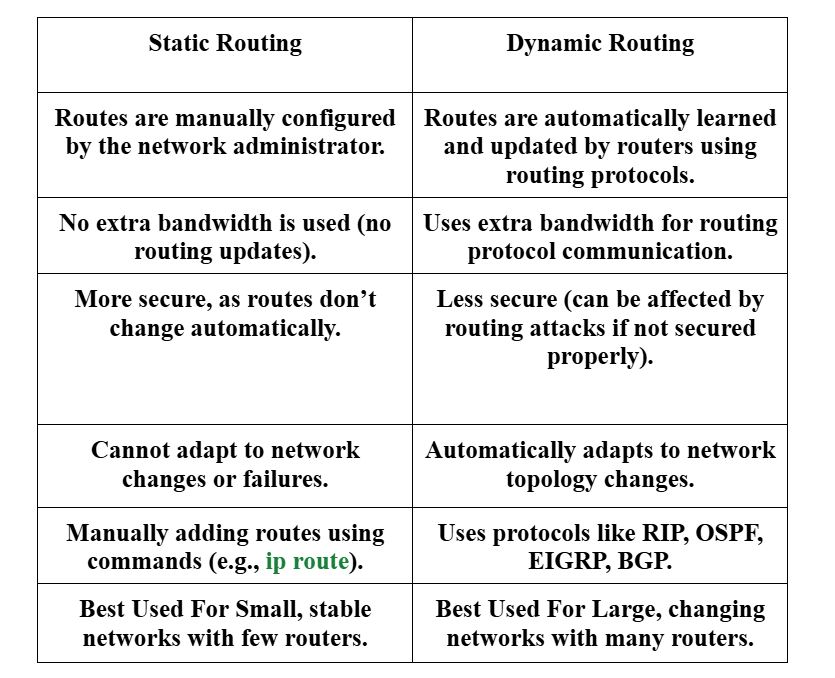 Static Routing
Dynamic Routing
Routes are manually configured
by the network administrator.
Routes are automatically learned
and updated by routers using
routing protocols.
No extra bandwidth is used (no
routing updates).
Uses extra bandwidth for routing
protocol communication.
More secure, as routes don’t
change automatically.
Less secure (can be affected by
routing attacks if not secured
properly).
Cannot adapt to network
changes or failures.
Automatically adapts to network
topology changes.
Manually adding routes using
commands (e.g., ip route).
Uses protocols like RIP, OSPF,
EIGRP, BGP.
Best Used For Small, stable
networks with few routers.
Best Used For Large, changing
networks with many routers.